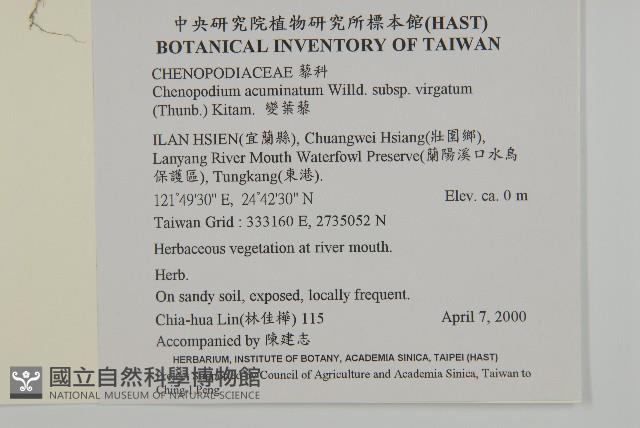 中央研究院植物研究所標本館(HAST)
BOTANICAL INVENTORY OF TAIWAN
CHENOPODIACEAE 藜科
Chenopodium acuminatum Willd. subsp. virgatum
(Thunb.) Kitam. 變葉藜
ILAN HSIEN(宜蘭縣), Chuangwei Hsiang(壯圍鄉),
Lanyang River Mouth Waterfowl Preserve(蘭陽溪口水鳥
保護區), Tungkang(東港).
121°49'30" E, 24°42'30" N Elev. ca. 0 m
Taiwan Grid : 333160 E, 2735052 N
Herbaceous vegetation at river mouth.
Herb.
On sandy soil, exposed, locally frequent.
Chia-hua Lin(林佳樺) 115 April 7, 2000
Accompanied by 陳建志
HERBARIUM, INSTITUTE OF BOTANY, ACADEMIA SINICA, TAIPEI (HAST)
Council of Agriculture and Academia Sinica, Taiwan to
Ching-I Peng.
國立自然科學博物館
NATIONAL MUSEUM OF NATURAL SCIENCE